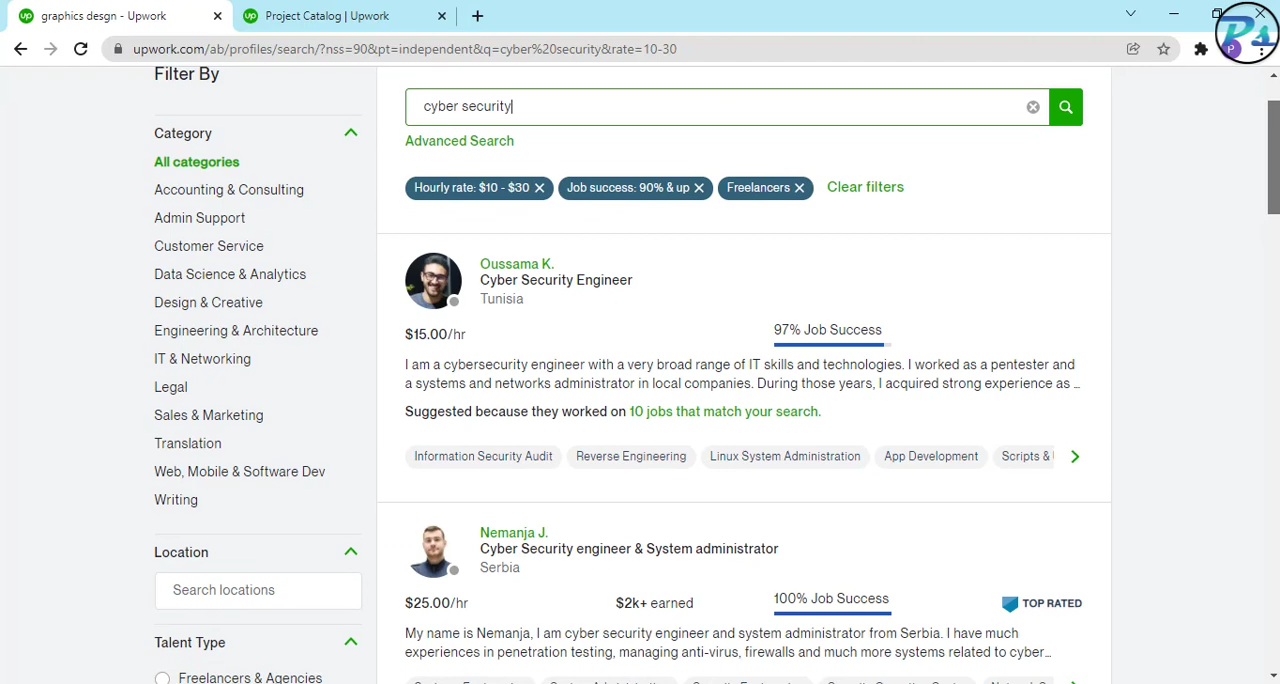 graphics desgn - Upwork
Project Catalog | Upwork
upwork.com/ab/profiles/search/?nss=90&pt=independent&q=cyber%20security&rate=10-30
Ps
P
Filter By
Category
All categories
Accounting & Consulting
Admin Support
Customer Service
Data Science & Analytics
Design & Creative
Engineering & Architecture
IT & Networking
Legal
Sales & Marketing
Translation
Web, Mobile & Software Dev
Writing
Location
Search locations
Talent Type
Freelancers & Agencies
cyber security
Advanced Search
Hourly rate: $10 - $30
Job success: 90% & up
Freelancers
Clear filters
Oussama K.
Cyber Security Engineer
Tunisia
$15.00/hr
97% Job Success
I am a cybersecurity engineer with a very broad range of IT skills and technologies. I worked as a pentester and
a systems and networks administrator in local companies. During those years, I acquired strong experience as ...
Suggested because they worked on 10 jobs that match your search.
Information Security Audit
Reverse Engineering
Linux System Administration
App Development
Scripts &
Nemanja J.
Cyber Security engineer & System administrator
Serbia
$25.00/hr
$2k+ earned
100% Job Success
TOP RATED
My name is Nemanja, I am cyber security engineer and system administrator from Serbia. I have much
experiences in penetration testing, managing anti-virus, firewalls and much more systems related to cyber...